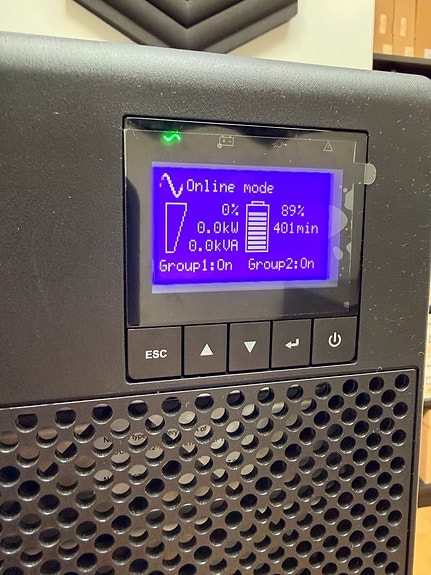 Online mode
0% 89%
0.0kW 401min
0.0kVA
Group1:On Group2:On
ESC